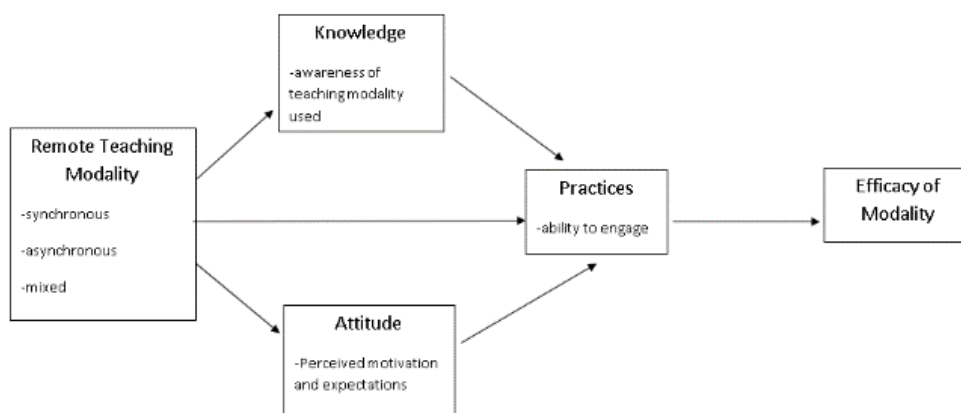 Knowledge
-awareness of
teaching modality
used
Remote Teaching
Modality
-synchronous
-asynchronous
-mixed
Practices
-ability to engage
Efficacy of
Modality
Attitude
-Perceived motivation
and expectations